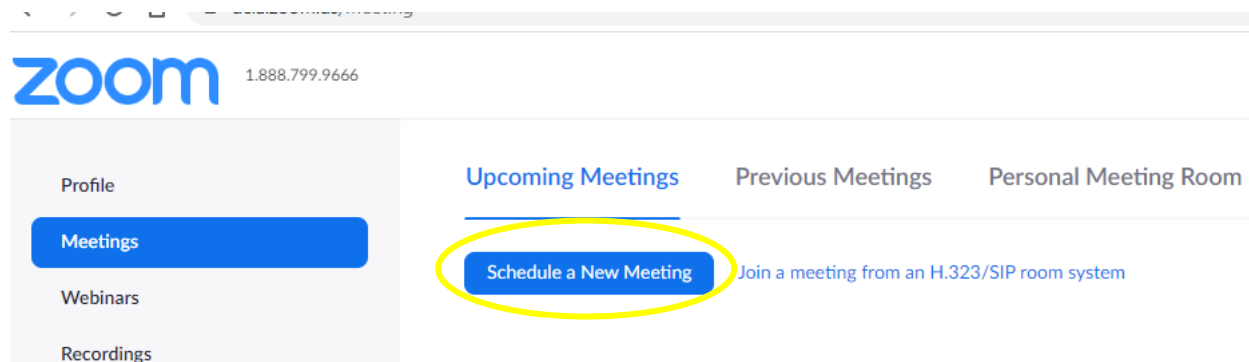 zoom 1.888.799.9666
Profile
Upcoming Meetings Previous Meetings Personal Meeting Room
Meetings
Schedule a New Meeting Join a meeting from an H.323/SIP room system
Webinars
Recordings